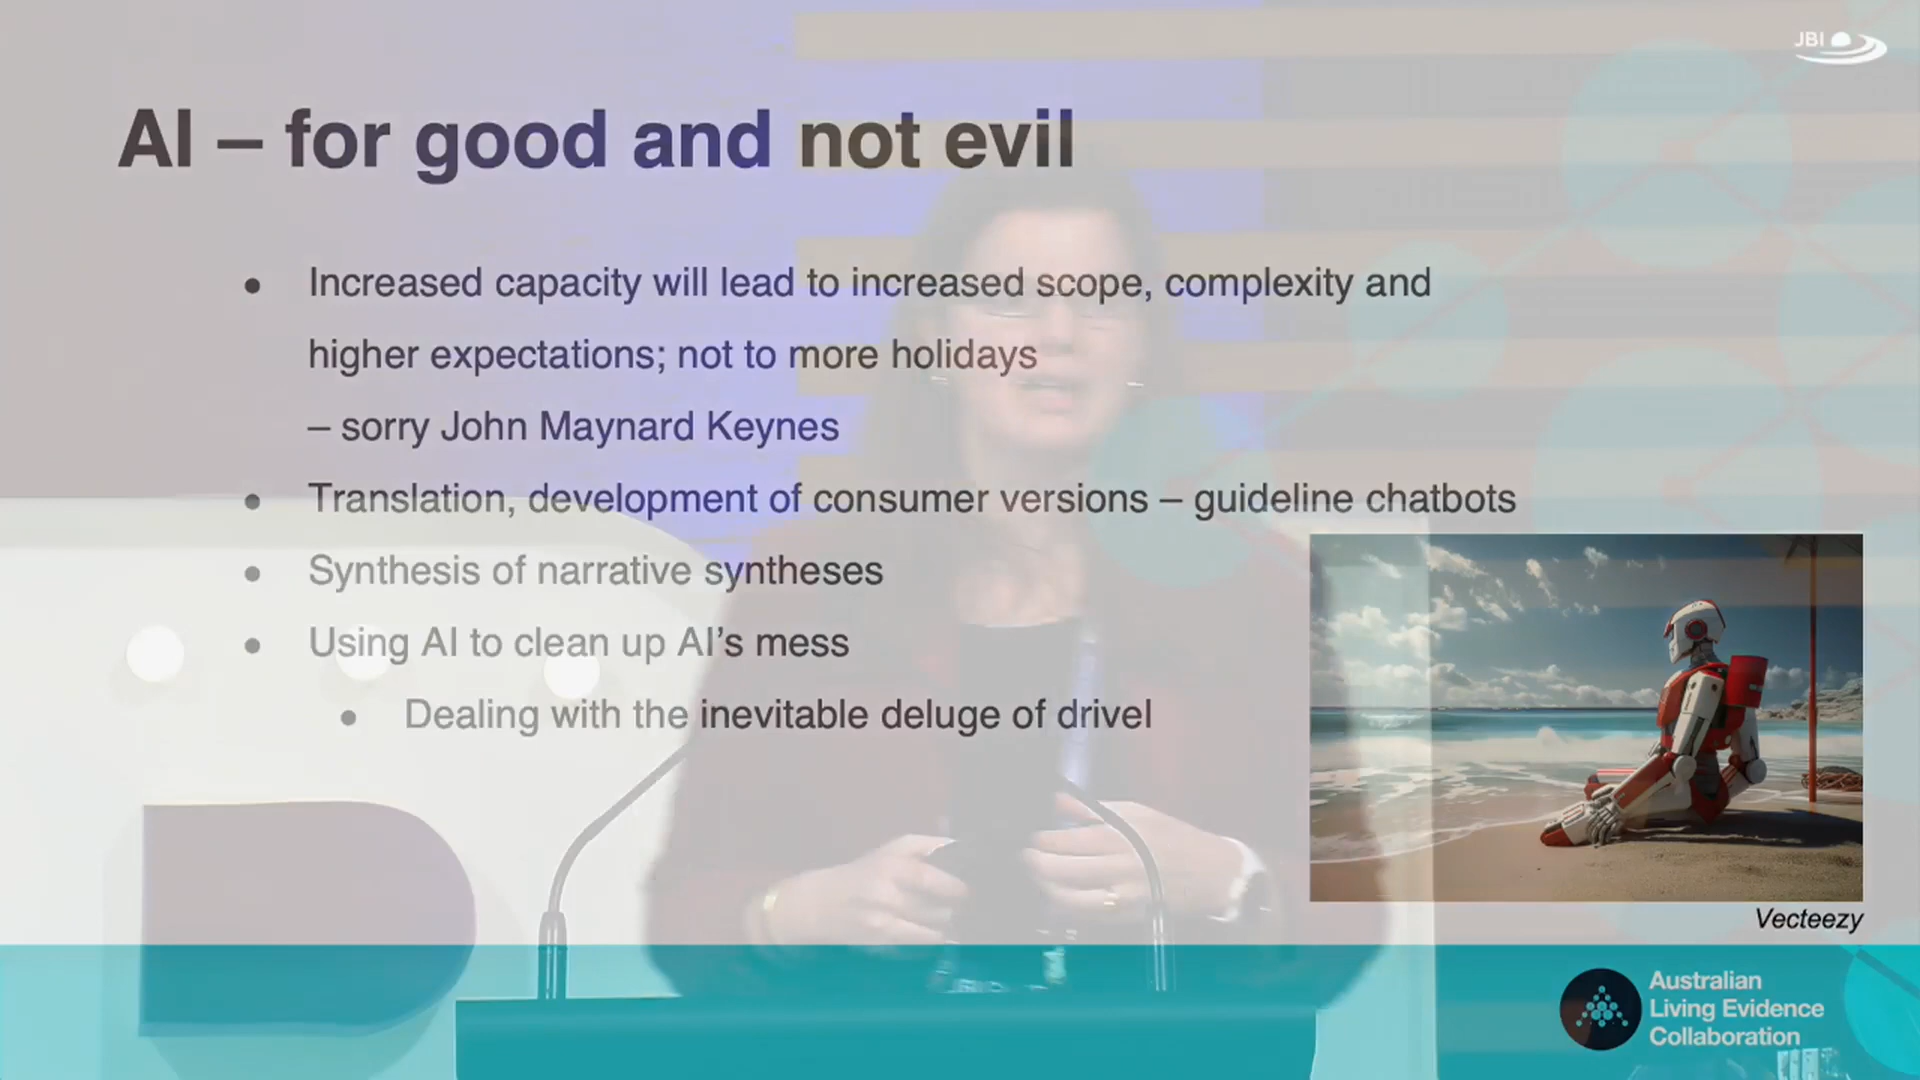 JBI
AI – for good and not evil
● Increased capacity will lead to increased scope, complexity and
higher expectations; not to more holidays
– sorry John Maynard Keynes
● Translation, development of consumer versions – guideline chatbots
● Synthesis of narrative syntheses
● Using AI to clean up AI’s mess
● Dealing with the inevitable deluge of drivel
Vecteezy
Australian
Living Evidence
Collaboration